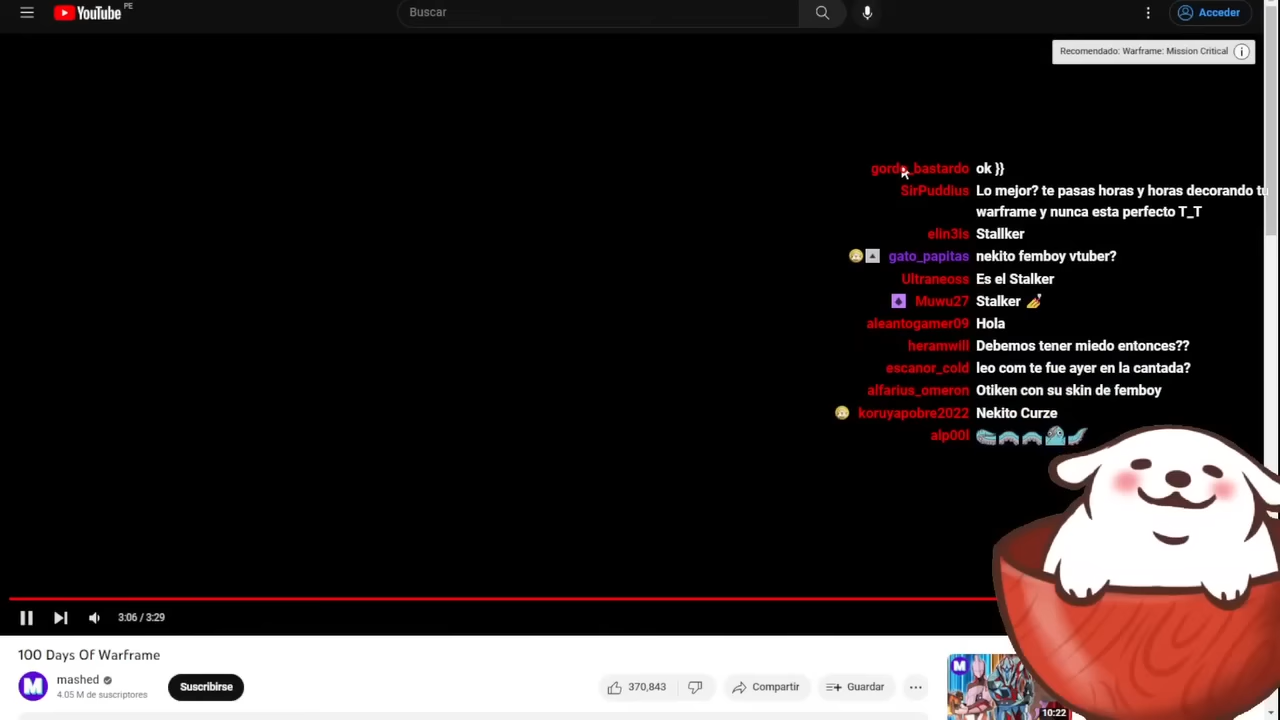 YouTube PE
Buscar
Acceder
Recomendado: Warframe: Mission Critical
gordo_bastardo ok }}
SirPuddius Lo mejor? te pasas horas y horas decorando tu
warframe y nunca esta perfecto T_T
elin3is Stallker
gato_papitas nekito femboy vtuber?
Ultraneoss Es el Stalker
Muwu27 Stalker 💅
aleantogamer09 Hola
heramwill Debemos tener miedo entonces??
escanor_cold leo com te fue ayer en la cantada?
alfarius_omeron Otiken con su skin de femboy
koruyapobre2022 Nekito Curze
alp00l
3:06 / 3:29
100 Days Of Warframe
mashed
4.05 M de suscriptores
Suscribirse
370,843
Compartir
Guardar
10:22